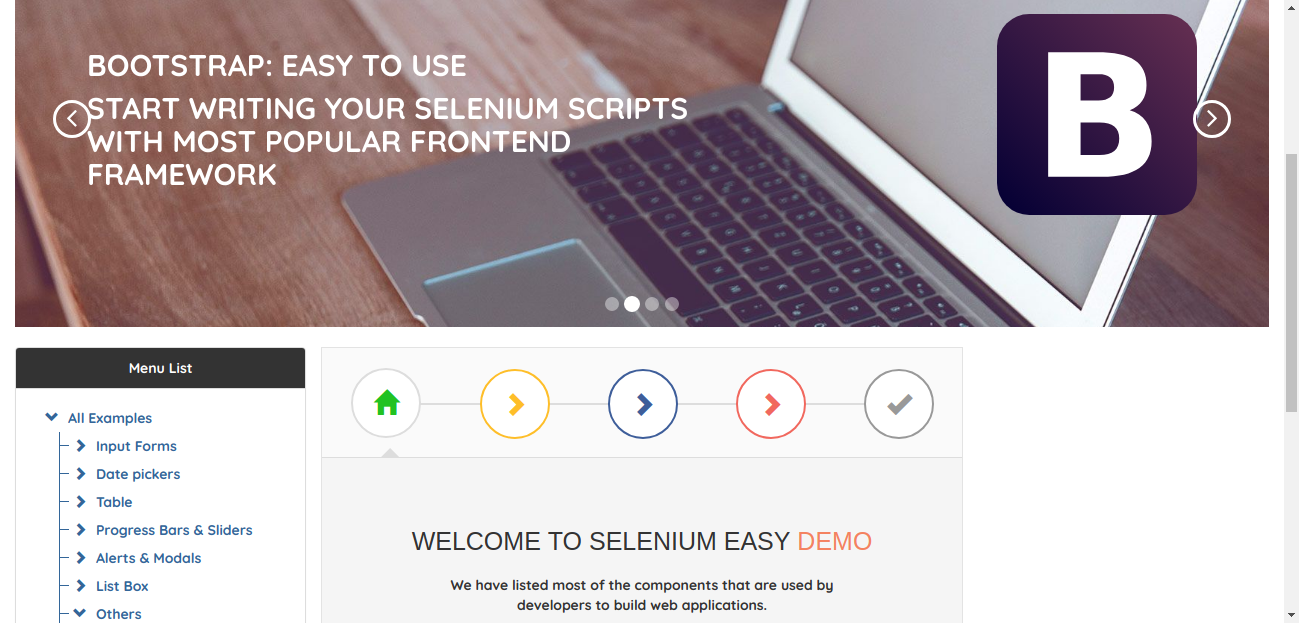 BOOTSTRAP: EASY TO USE
START WRITING YOUR SELENIUM SCRIPTS
WITH MOST POPULAR FRONTEND
FRAMEWORK
B
Menu List
All Examples
Input Forms
Date pickers
Table
Progress Bars & Sliders
Alerts & Modals
List Box
Others
WELCOME TO SELENIUM EASY DEMO
We have listed most of the components that are used by
developers to build web applications.